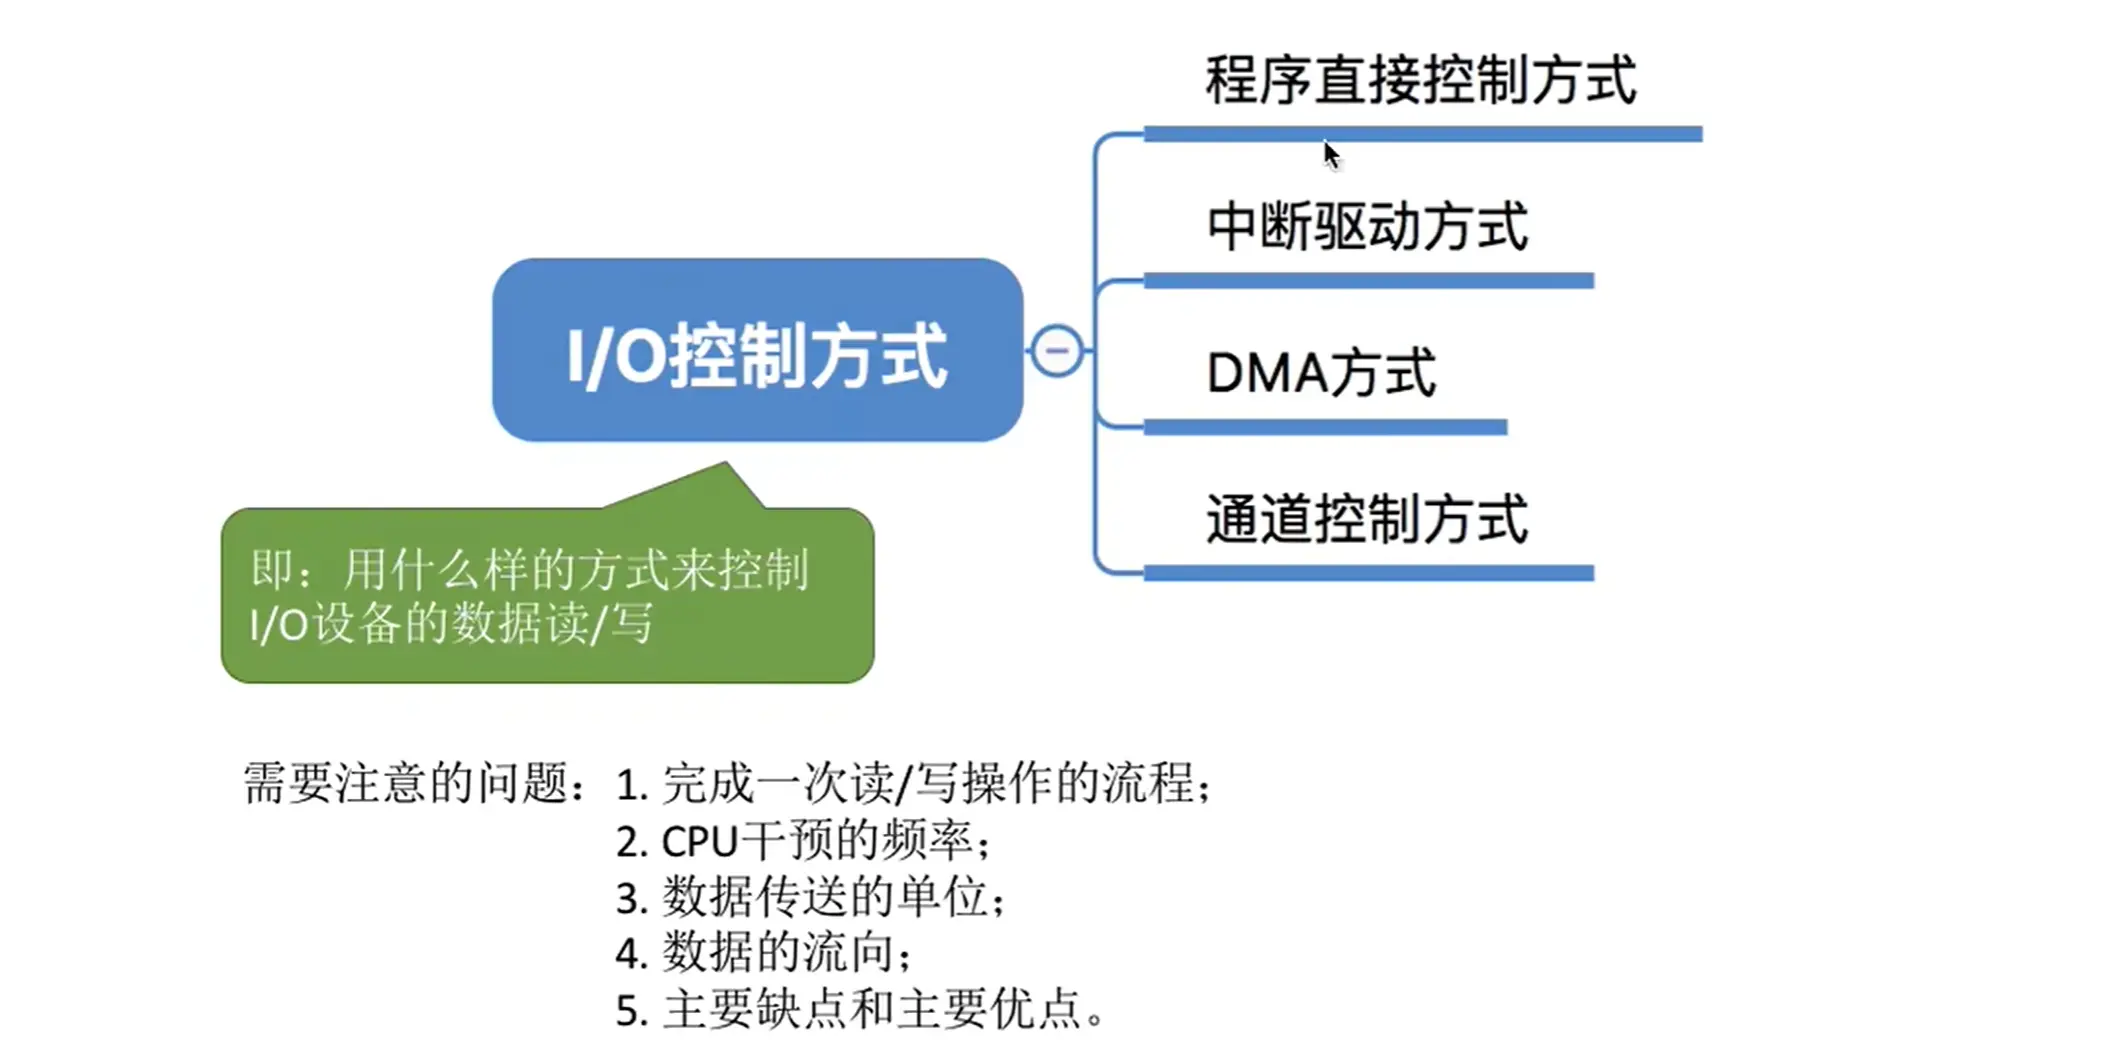 程序直接控制方式
中断驱动方式
I/O控制方式
DMA方式
通道控制方式
即：用什么样的方式来控制
I/O设备的数据读/写
需要注意的问题：1. 完成一次读/写操作的流程；
2. CPU干预的频率；
3. 数据传送的单位；
4. 数据的流向；
5. 主要缺点和主要优点。